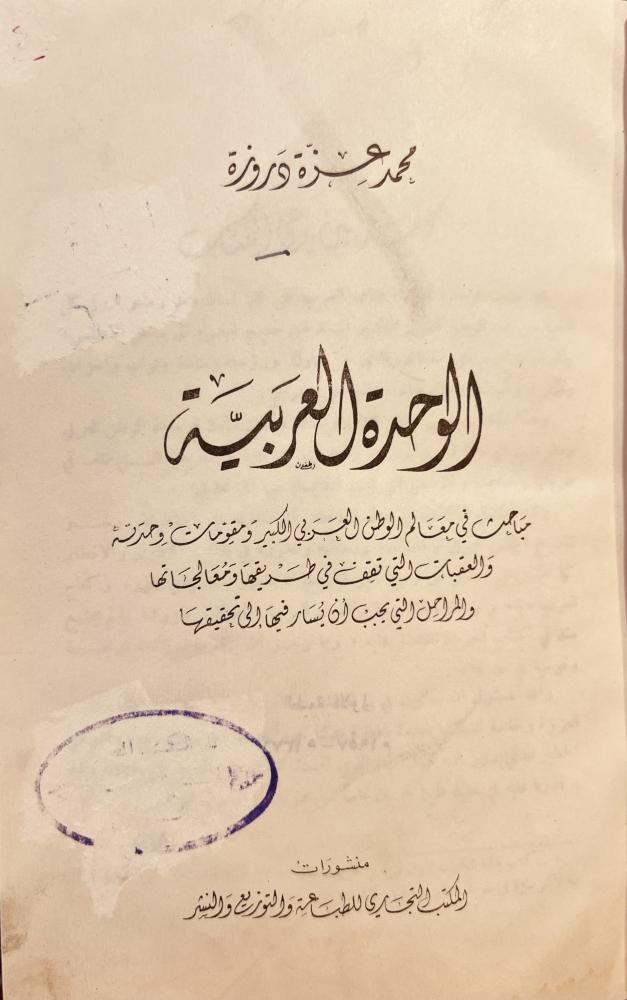 محمد عزة دروزة
الوحدة العربية
مباحث في معالم الوطن العربي الكبير ومقومات وحدته
والعقبات التي تقف في طريقها ومعالجاتها
والمراحل التي يجب أن يسار فيها إلى تحقيقها
منشورات
المكتب التجاري للطباعة والتوزيع والنشر